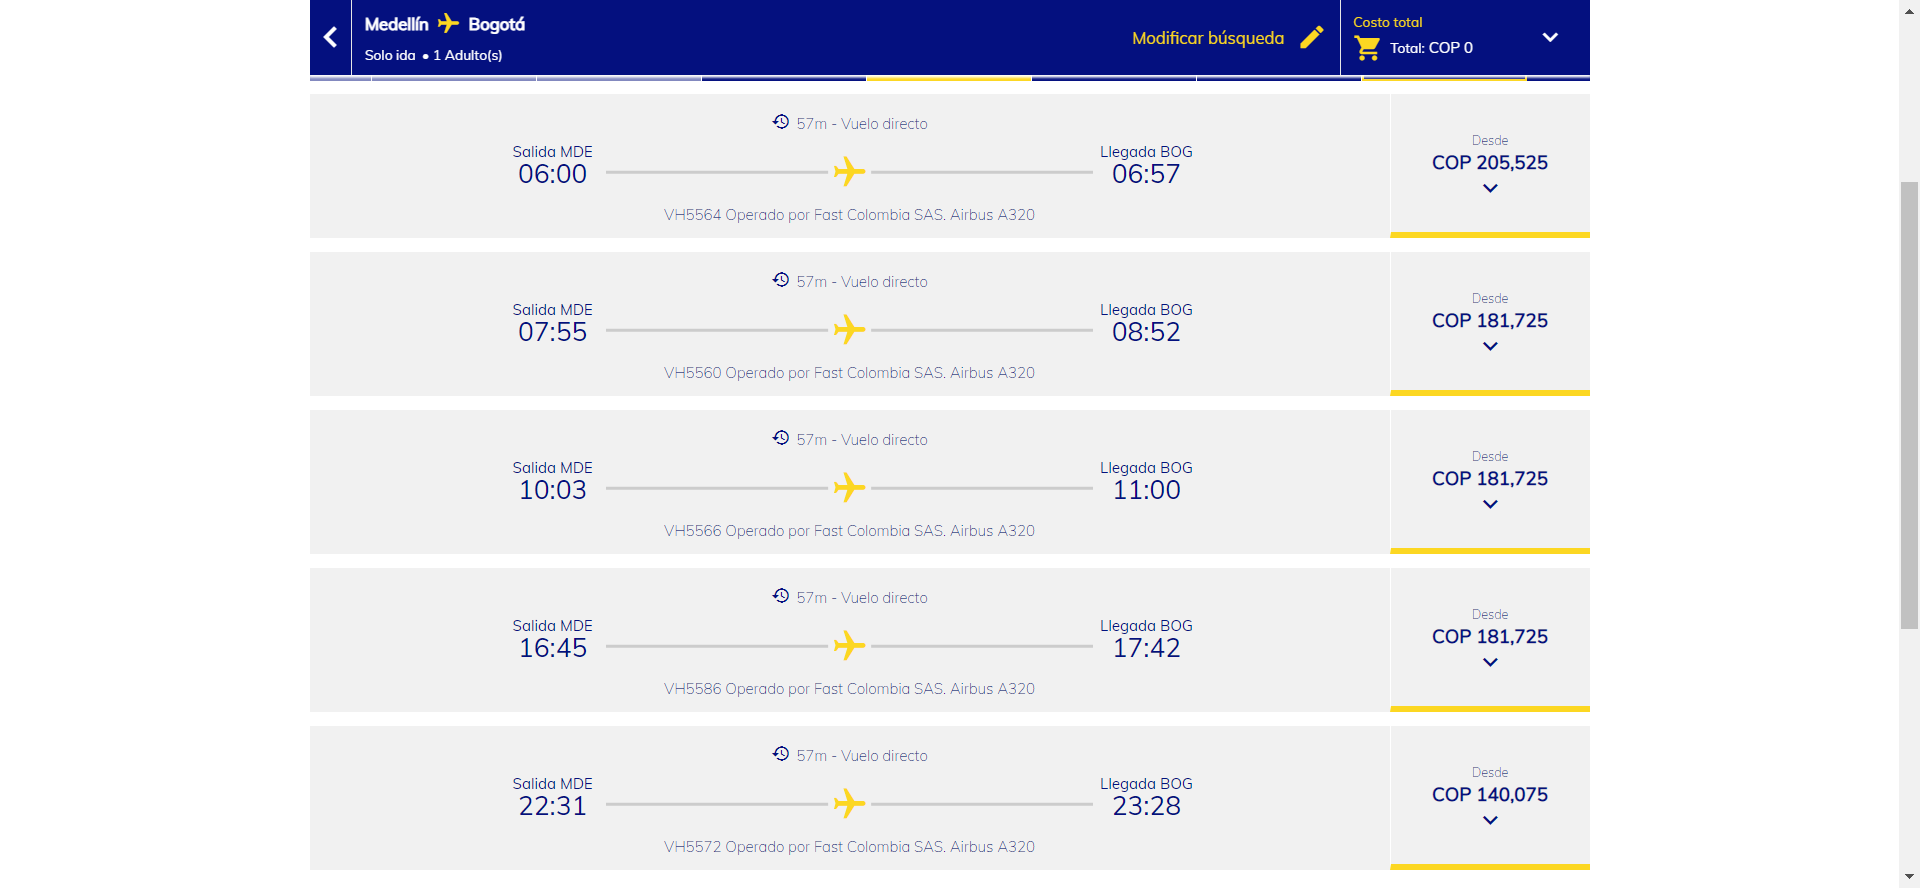 Medellín Bogotá
Solo ida • 1 Adulto(s)
Modificar búsqueda
Costo total
Total: COP 0
57m - Vuelo directo
Salida MDE
06:00
Llegada BOG
06:57
VH5564 Operado por Fast Colombia SAS. Airbus A320
Desde
COP 205,525
57m - Vuelo directo
Salida MDE
07:55
Llegada BOG
08:52
VH5560 Operado por Fast Colombia SAS. Airbus A320
Desde
COP 181,725
57m - Vuelo directo
Salida MDE
10:03
Llegada BOG
11:00
VH5566 Operado por Fast Colombia SAS. Airbus A320
Desde
COP 181,725
57m - Vuelo directo
Salida MDE
16:45
Llegada BOG
17:42
VH5586 Operado por Fast Colombia SAS. Airbus A320
Desde
COP 181,725
57m - Vuelo directo
Salida MDE
22:31
Llegada BOG
23:28
VH5572 Operado por Fast Colombia SAS. Airbus A320
Desde
COP 140,075